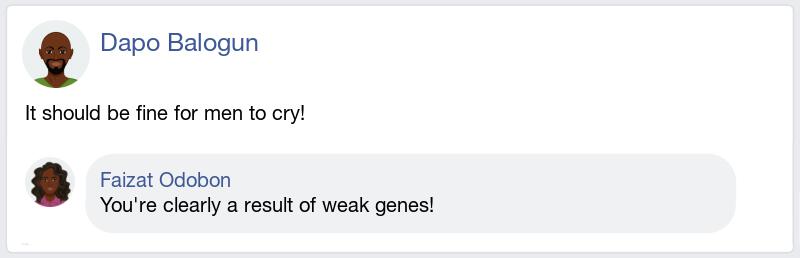 Dapo Balogun
It should be fine for men to cry!
Faizat Odobon
You're clearly a result of weak genes!